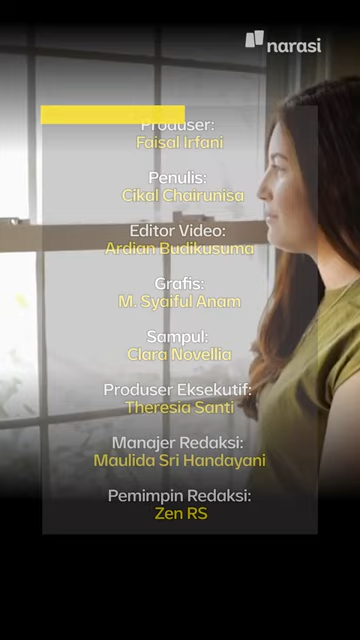 narasi
Produser:
Faisal Irfani
Penulis:
Cikal Chairunisa
Editor Video:
Ardian Budikusuma
Grafis:
M. Syaiful Anam
Sampul:
Clara Novellia
Produser Eksekutif:
Theresia Santi
Manajer Redaksi:
Maulida Sri Handayani
Pemimpin Redaksi:
Zen RS